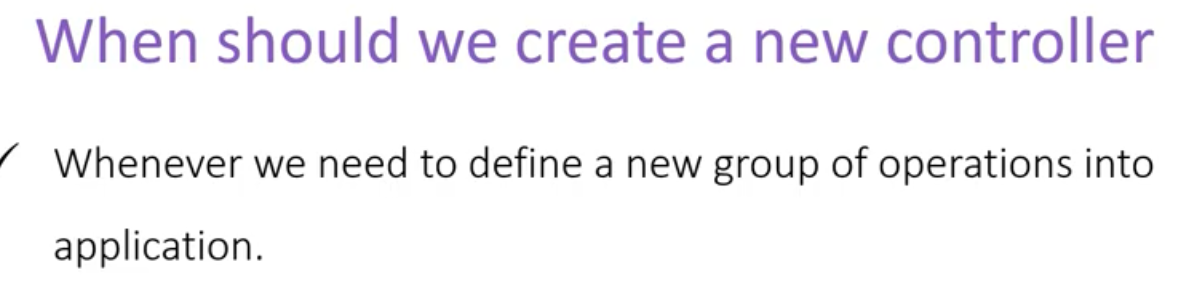 When should we create a new controller
✓ Whenever we need to define a new group of operations into
application.